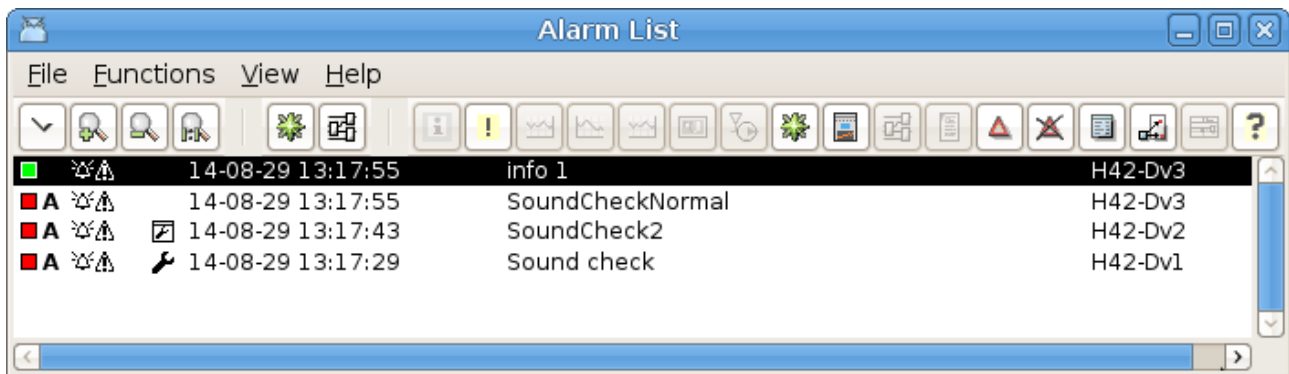 Alarm List
File Functions View Help
14-08-29 13:17:55 info 1 H42-Dv3
A 14-08-29 13:17:55 SoundCheckNormal H42-Dv3
A 14-08-29 13:17:43 SoundCheck2 H42-Dv2
A 14-08-29 13:17:29 Sound check H42-Dv1